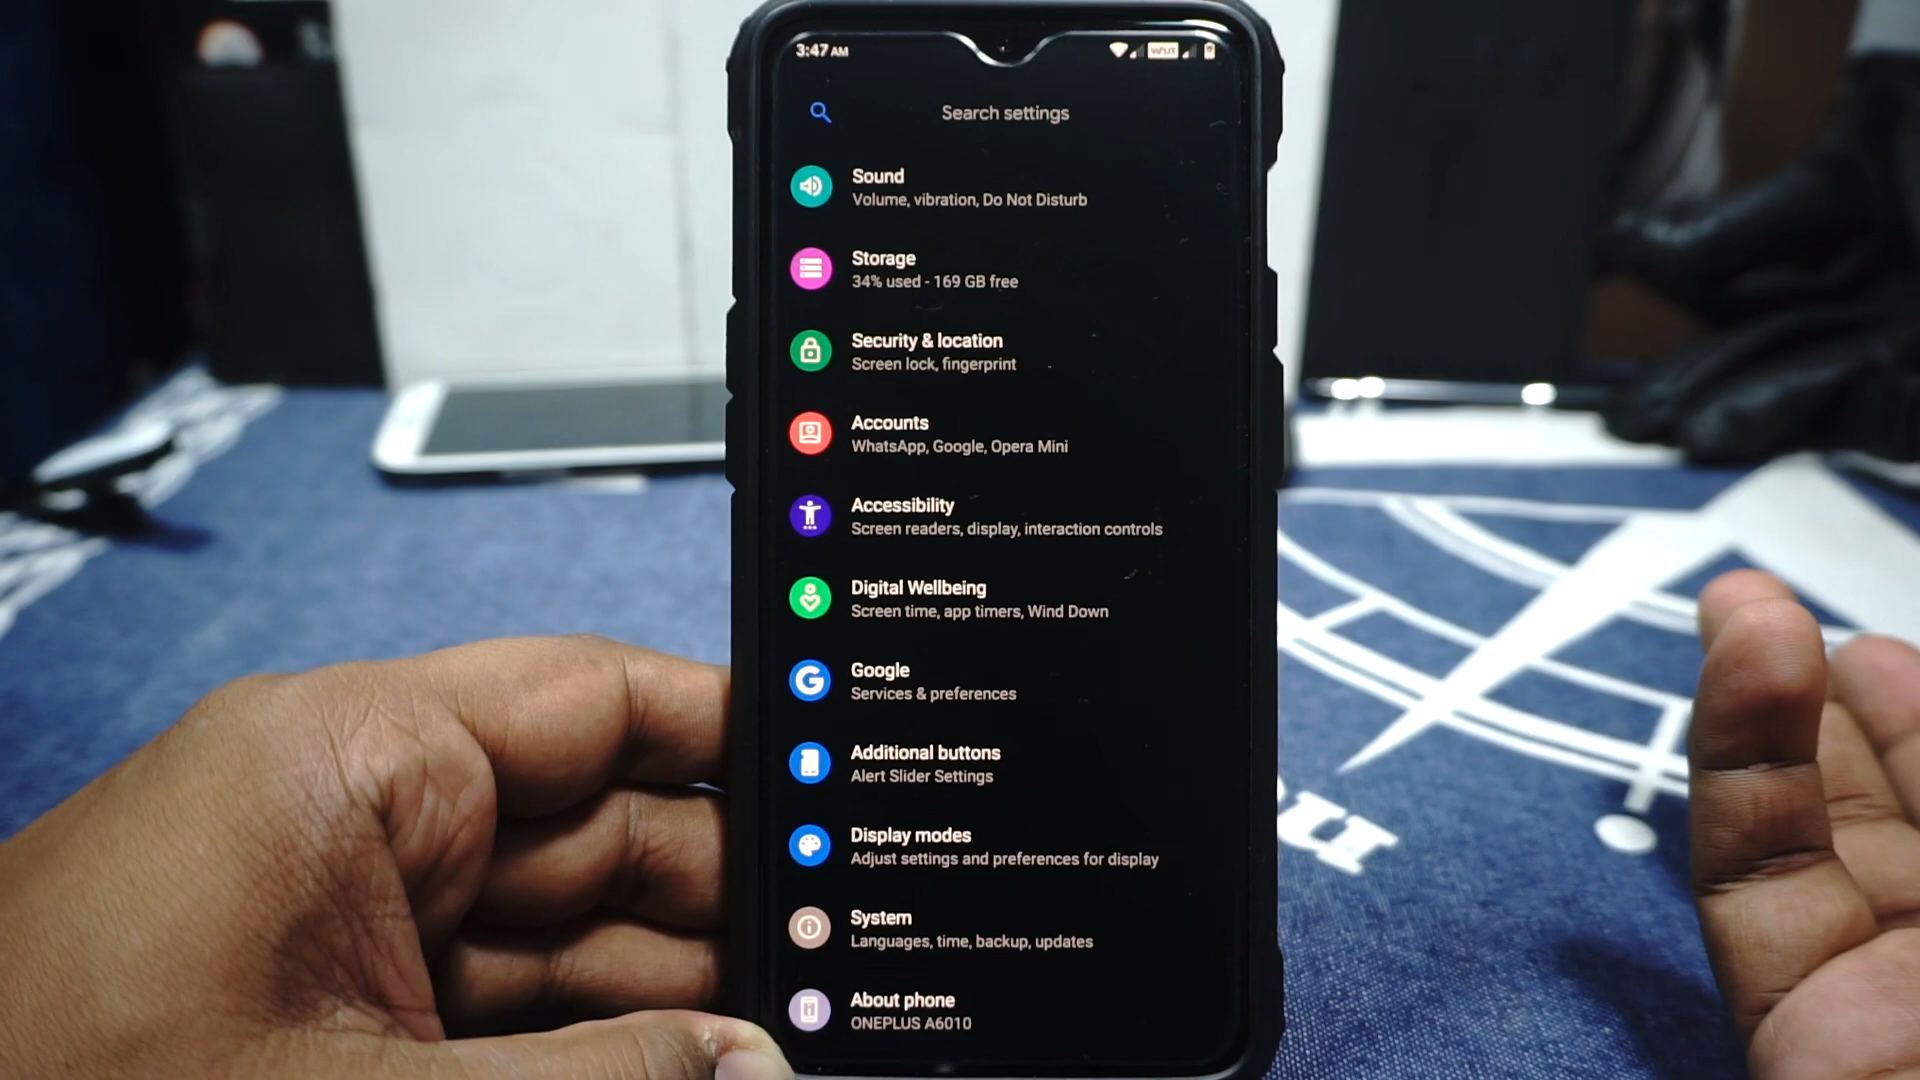 3:47 AM
Search settings
Sound
Volume, vibration, Do Not Disturb
Storage
34% used - 169 GB free
Security & location
Screen lock, fingerprint
Accounts
WhatsApp, Google, Opera Mini
Accessibility
Screen readers, display, interaction controls
Digital Wellbeing
Screen time, app timers, Wind Down
Google
Services & preferences
Additional buttons
Alert Slider Settings
Display modes
Adjust settings and preferences for display
System
Languages, time, backup, updates
About phone
ONEPLUS A6010